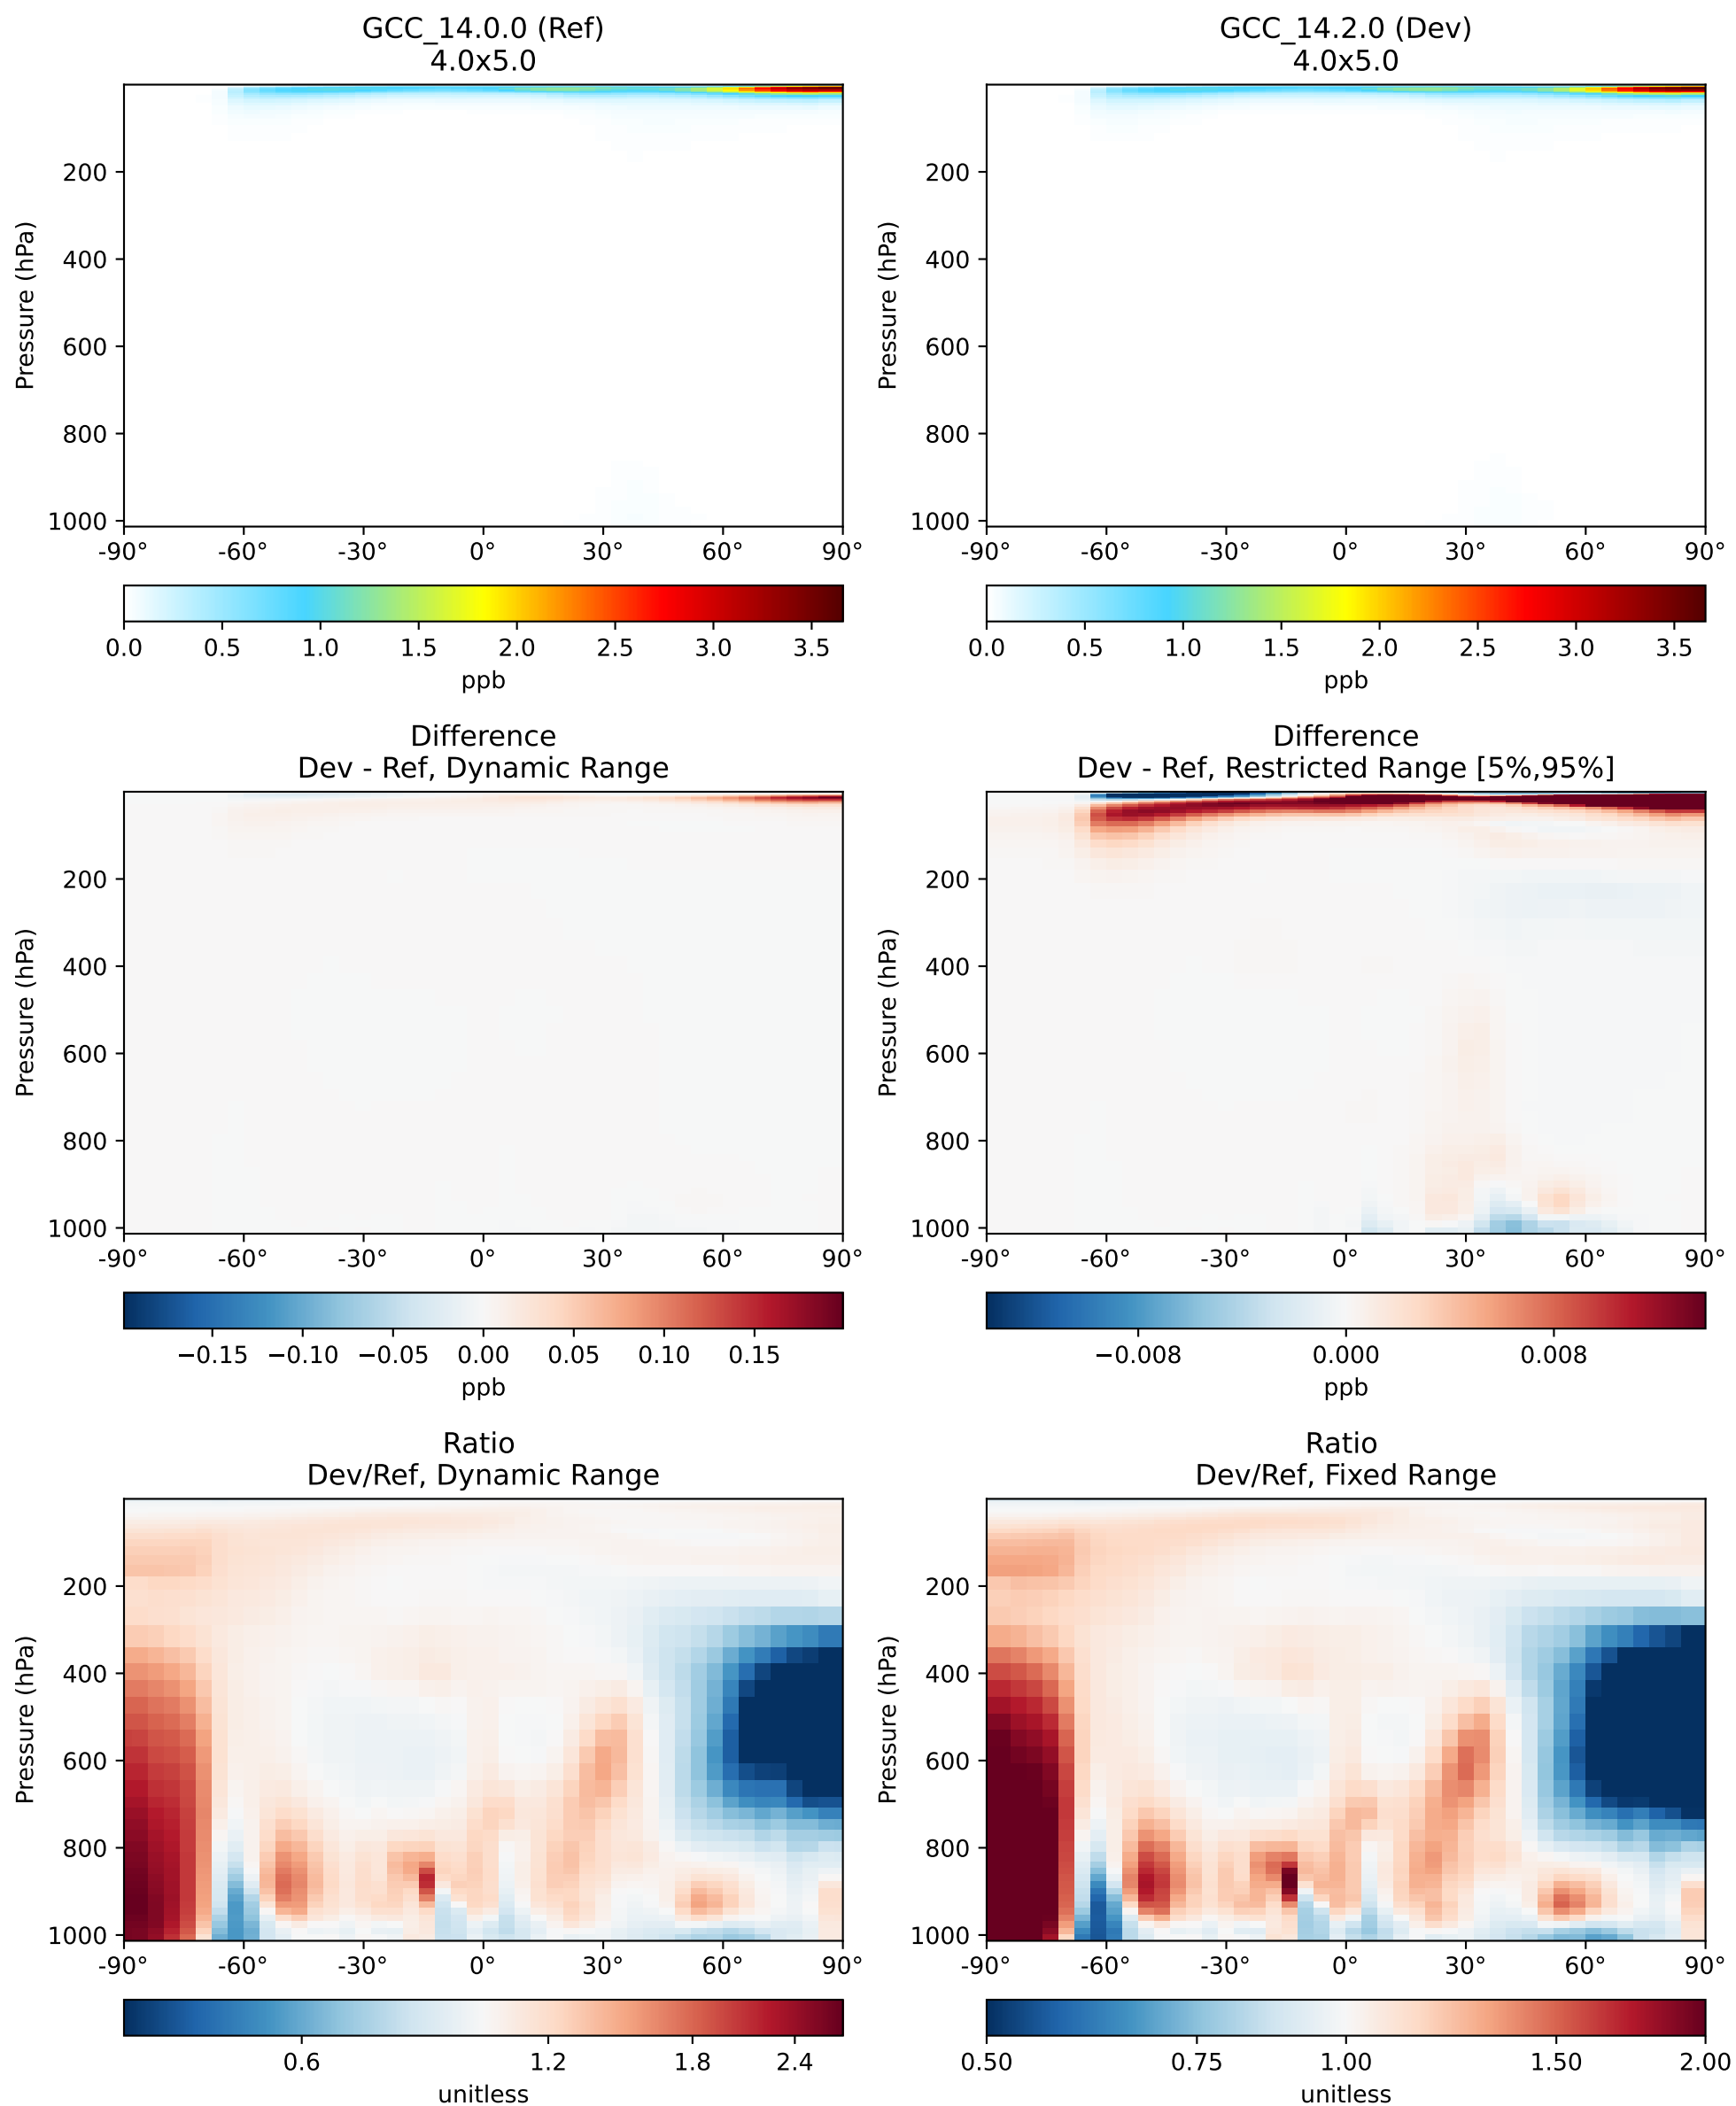 GCC_14.0.0 (Ref)
4.0x5.0
Pressure (hPa)
200
400
600
800
1000
-90° -60° -30° 0° 30° 60° 90°
0.0 0.5 1.0 1.5 2.0 2.5 3.0 3.5
ppb
GCC_14.2.0 (Dev)
4.0x5.0
Pressure (hPa)
200
400
600
800
1000
-90° -60° -30° 0° 30° 60° 90°
0.0 0.5 1.0 1.5 2.0 2.5 3.0 3.5
ppb
Difference
Dev - Ref, Dynamic Range
Pressure (hPa)
200
400
600
800
1000
-90° -60° -30° 0° 30° 60° 90°
−0.15 −0.10 −0.05 0.00 0.05 0.10 0.15
ppb
Difference
Dev - Ref, Restricted Range [5%,95%]
Pressure (hPa)
200
400
600
800
1000
-90° -60° -30° 0° 30° 60° 90°
−0.008 0.000 0.008
ppb
Ratio
Dev/Ref, Dynamic Range
Pressure (hPa)
200
400
600
800
1000
-90° -60° -30° 0° 30° 60° 90°
0.6 1.2 1.8 2.4
unitless
Ratio
Dev/Ref, Fixed Range
Pressure (hPa)
200
400
600
800
1000
-90° -60° -30° 0° 30° 60° 90°
0.50 0.75 1.00 1.50 2.00
unitless